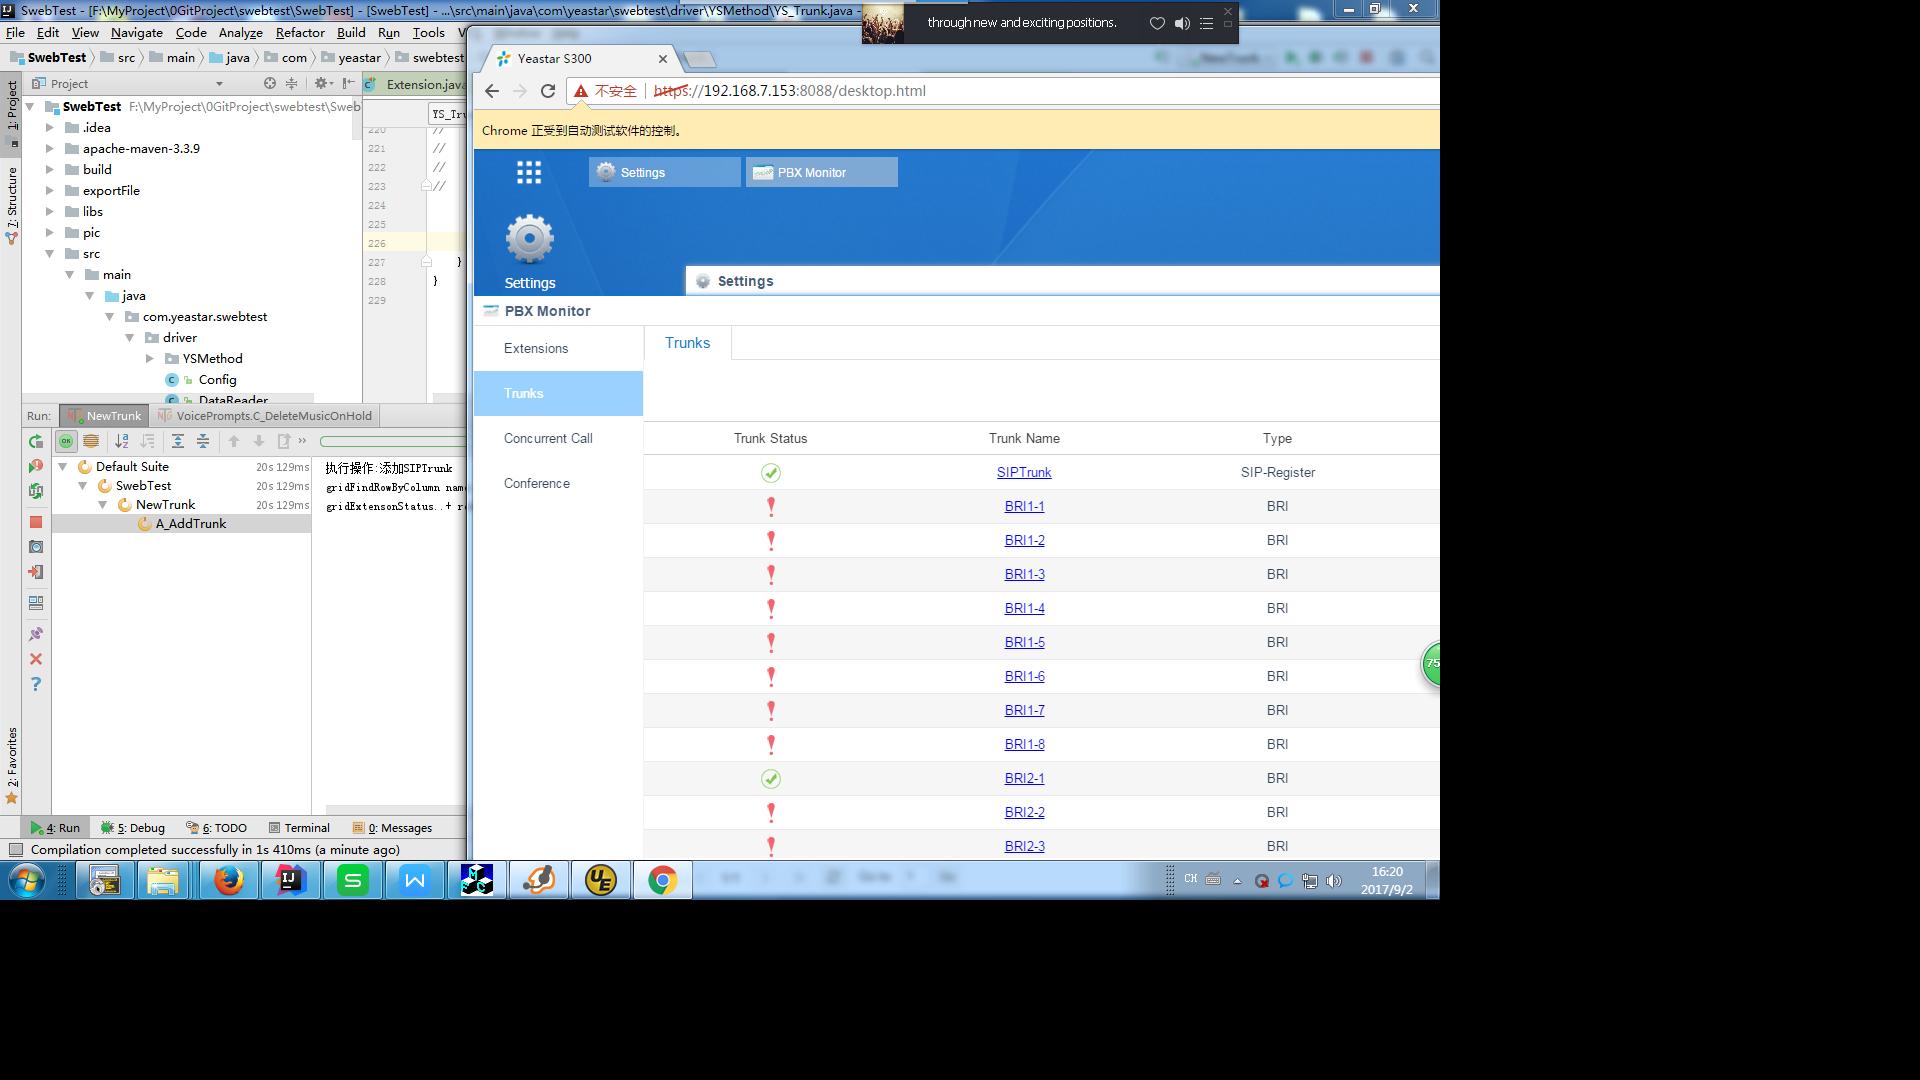 SwebTest - [F:\MyProject\0GitProject\swebtest\SwebTest] - [SwebTest] - ...\src\main\java\com\yeastar\swebtest\driver\YSMethod\YS_Trunk.java -
through new and exciting positions.
File Edit View Navigate Code Analyze Refactor Build Run Tools
SwebTest src main java com yeastar swebtest
Project
Extension.java
1: Project
7: Structure
2: Favorites
SwebTest F:\MyProject\0GitProject\swebtest\Sweb
.idea
apache-maven-3.3.9
build
exportFile
libs
pic
src
main
java
com.yeastar.swebtest
driver
YSMethod
Config
DataReader
YS_Tru
220 //
221 //
222 //
223 //
224
225
226
227 }
228 }
229
Run: NewTrunk VoicePrompts.C_DeleteMusicOnHold
Default Suite 20s 129ms
SwebTest 20s 129ms
NewTrunk 20s 129ms
A_AddTrunk
执行操作:添加SIPTrunk
gridFindRowByColumn nam
gridExtensonStatus..+ r
4: Run 5: Debug 6: TODO Terminal 0: Messages
Compilation completed successfully in 1s 410ms (a minute ago)
Yeastar S300
不安全 https://192.168.7.153:8088/desktop.html
Chrome 正受到自动测试软件的控制。
Settings PBX Monitor
Settings
Settings
PBX Monitor
Extensions
Trunks
Concurrent Call
Conference
Trunks
Trunk Status Trunk Name Type
SIPTrunk SIP-Register
BRI1-1 BRI
BRI1-2 BRI
BRI1-3 BRI
BRI1-4 BRI
BRI1-5 BRI
BRI1-6 BRI
BRI1-7 BRI
BRI1-8 BRI
BRI2-1 BRI
BRI2-2 BRI
BRI2-3 BRI
75
CH
16:20
2017/9/2